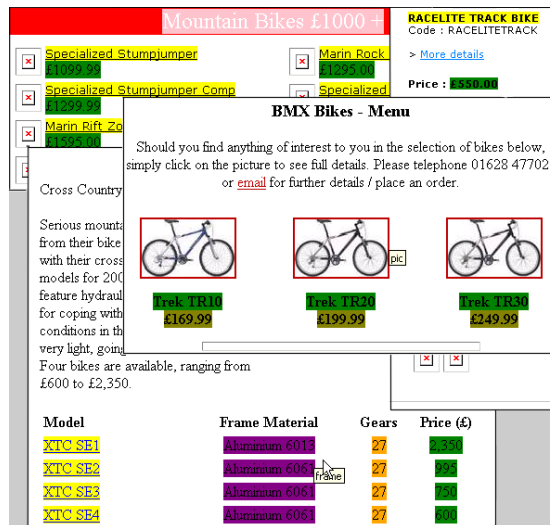 Mountain Bikes £1000 +
Specialized Stumpjumper
£1099.99
Specialized Stumpjumper Comp
£1299.99
Marin Rift Zo
£1595.00
Marin Rock
£1295.00
Specialized
RACELITE TRACK BIKE
Code : RACELITETRACK
> More details
Price : £550.00
BMX Bikes - Menu
Should you find anything of interest to you in the selection of bikes below,
simply click on the picture to see full details. Please telephone 01628 47702
or email for further details / place an order.
pic
Trek TR10
£169.99
Trek TR20
£199.99
Trek TR30
£249.99
Cross Country
Serious mounta
from their bike
with their cross
models for 200
feature hydraul
for coping with
conditions in th
very light, going
Four bikes are available, ranging from
£600 to £2,350.
Model Frame Material Gears Price (£)
XTC SE1 Aluminium 6013 27 2,350
XTC SE2 Aluminium 6061 27 995
frame
XTC SE3 Aluminium 6061 27 750
XTC SE4 Aluminium 6061 27 600